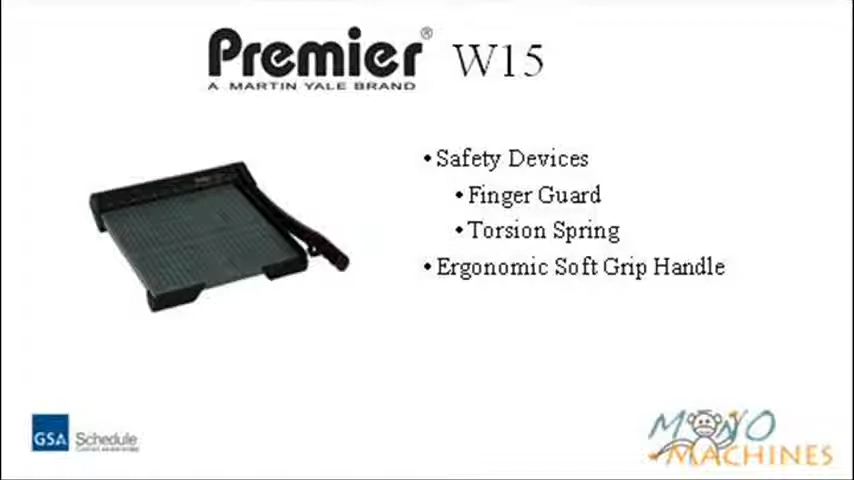 Premier® W15
A MARTIN YALE BRAND
• Safety Devices
• Finger Guard
• Torsion Spring
• Ergonomic Soft Grip Handle
GSA Schedule
MONO
MACHINES